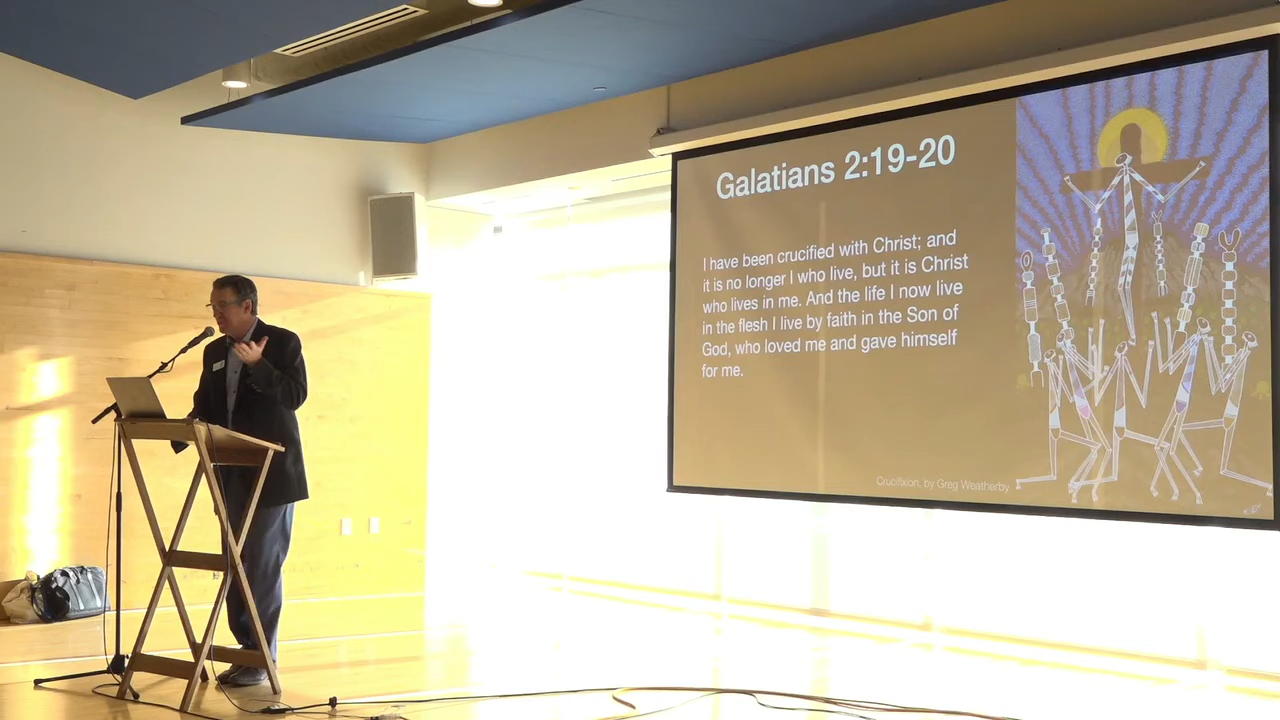 Galatians 2:19-20
I have been crucified with Christ; and
it is no longer I who live, but it is Christ
who lives in me. And the life I now live
in the flesh I live by faith in the Son of
God, who loved me and gave himself
for me.
Crucifixion, by Greg Weatherby